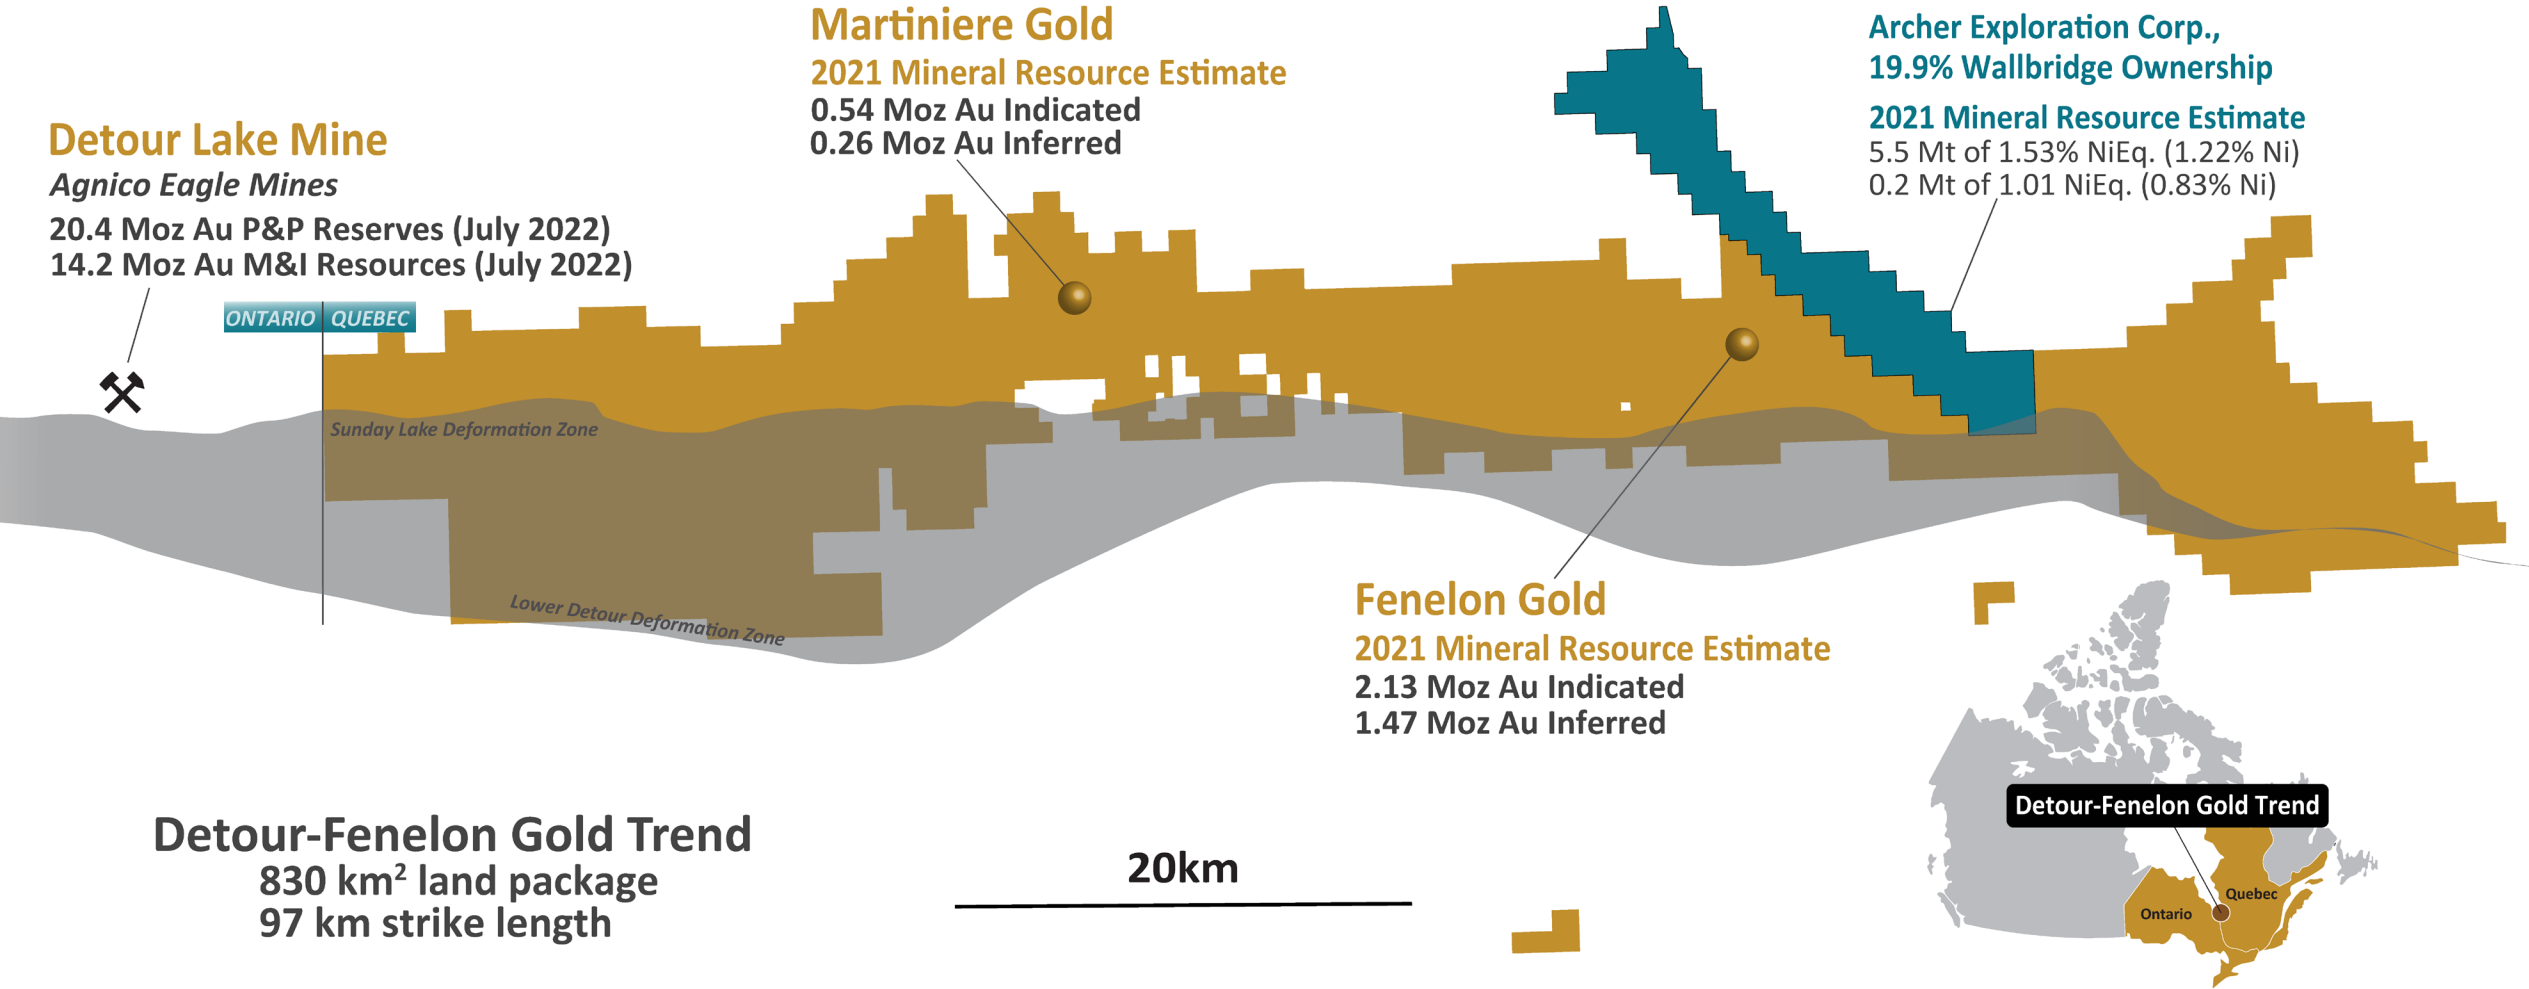 Martiniere Gold
2021 Mineral Resource Estimate
0.54 Moz Au Indicated
0.26 Moz Au Inferred
Archer Exploration Corp.,
19.9% Wallbridge Ownership
2021 Mineral Resource Estimate
5.5 Mt of 1.53% NiEq. (1.22% Ni)
0.2 Mt of 1.01 NiEq. (0.83% Ni)
Detour Lake Mine
Agnico Eagle Mines
20.4 Moz Au P&P Reserves (July 2022)
14.2 Moz Au M&I Resources (July 2022)
ONTARIO QUEBEC
Sunday Lake Deformation Zone
Lower Detour Deformation Zone
Fenelon Gold
2021 Mineral Resource Estimate
2.13 Moz Au Indicated
1.47 Moz Au Inferred
Detour-Fenelon Gold Trend
830 km² land package
97 km strike length
20km
Detour-Fenelon Gold Trend
Quebec
Ontario